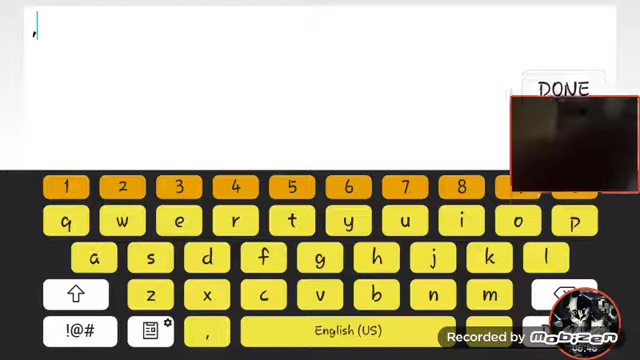 ,
DONE
1 2 3 4 5 6 7 8
q w e r t y u i o p
a s d f g h j k l
z x c v b n m
!@# , English (US)
Recorded by Mobizen